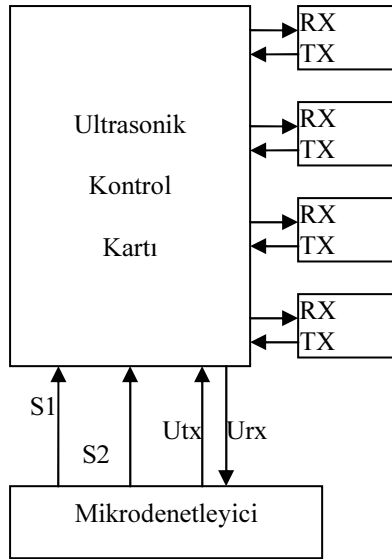 RX
TX
Ultrasonik
RX
TX
Kontrol
Kartı
RX
TX
RX
TX
S1
S2
Utx
Urx
Mikrodenetleyici